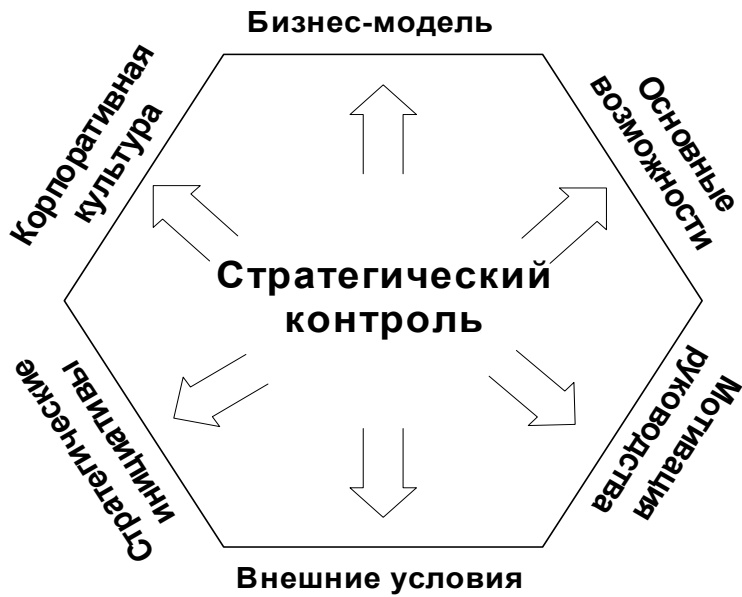 Бизнес-модель
Корпоративная
культура
Основные
возможности
Стратегический
контроль
Стратегические
инициативы
Мотивация
руководства
Внешние условия